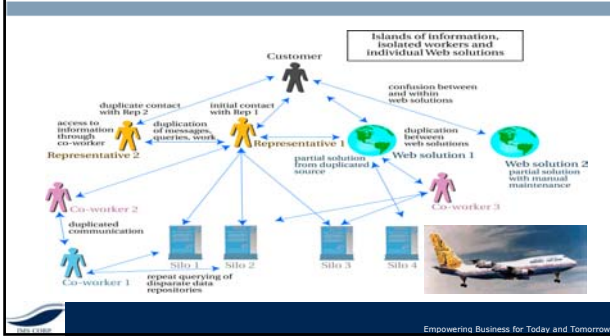 Islands of information,
isolated workers and
individual Web solutions
Customer
confusion between
and within
web solutions
duplicate contact
with Rep 2
initial contact
with Rep 1
access to
information
through
co-worker
duplication
of messages,
queries, work
Representative 2
Representative 1
duplication
between
web solutions
Web solution 1
partial solution
from duplicated
source
Web solution 2
partial solution
with manual
maintenance
Co-worker 2
Co-worker 3
duplicated
communication
Co-worker 1
Silo 1
Silo 2
Silo 3
Silo 4
repeat querying of
disparate data
repositories
IMS CORP
Empowering Business for Today and Tomorrow